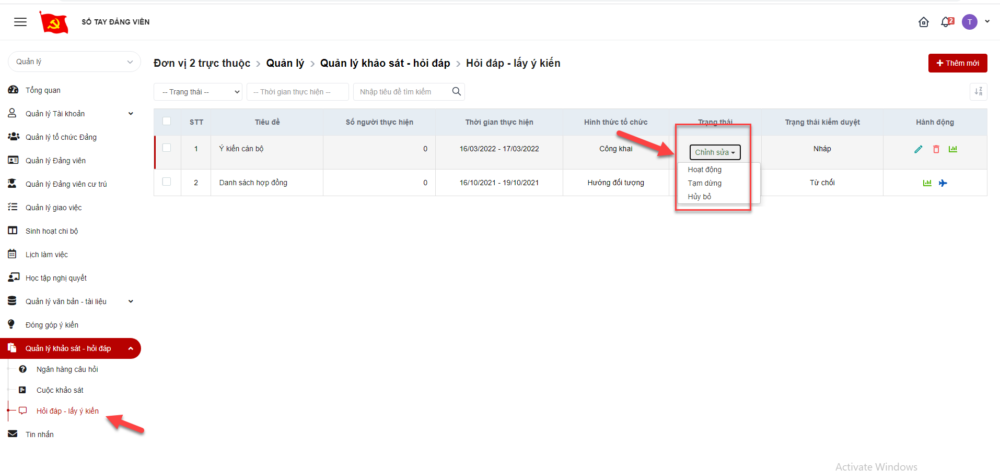 SỔ TAY ĐẢNG VIÊN
2
T
Quản lý
Đơn vị 2 trực thuộc > Quản lý > Quản lý khảo sát - hỏi đáp > Hỏi đáp - lấy ý kiến
+ Thêm mới
-- Trạng thái --
-- Thời gian thực hiện --
Nhập tiêu đề tìm kiếm
STT Tiêu đề Số người thực hiện Thời gian thực hiện Hình thức tổ chức Trạng thái Trạng thái kiểm duyệt Hành động
1 Ý kiến cán bộ 0 16/03/2022 - 17/03/2022 Công khai Chỉnh sửa Nháp
Hoạt động
Tạm dừng
Hủy bỏ
2 Danh sách hợp đồng 0 16/10/2021 - 19/10/2021 Hướng đối tượng Từ chối
Tổng quan
Quản lý Tài khoản
Quản lý tổ chức Đảng
Quản lý Đảng viên
Quản lý Đảng viên cư trú
Quản lý giao việc
Sinh hoạt chi bộ
Lịch làm việc
Học tập nghị quyết
Quản lý văn bản - tài liệu
Đóng góp ý kiến
Quản lý khảo sát - hỏi đáp
Ngân hàng câu hỏi
Cuộc khảo sát
Hỏi đáp - lấy ý kiến
Tin nhắn
Activate Windows